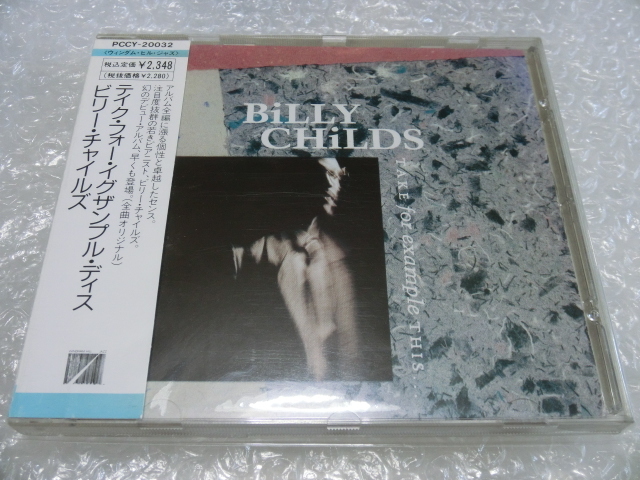 PCCY-20032
<ウィンダム・ヒル・ジャズ>
税込定価¥2,348
(税抜価格¥2,280)
アルバム全編に漲る個性と卓越したセンス。
注目度抜群の若きピアニスト、ビリー・チャイルズ。
幻のデビュー・アルバム、早くも登場!(全曲オリジナル)
テイク・フォー・イグザンプル・ディス
ビリー・チャイルズ
BiLLY
CHiLDS
TAKE for example THIS...